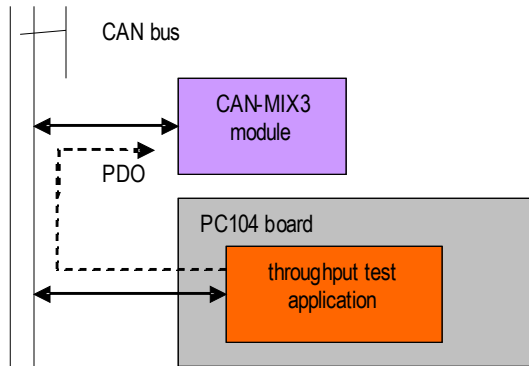 CAN bus
CAN-MIX3
module
PDO
PC104 board
throughput test
application